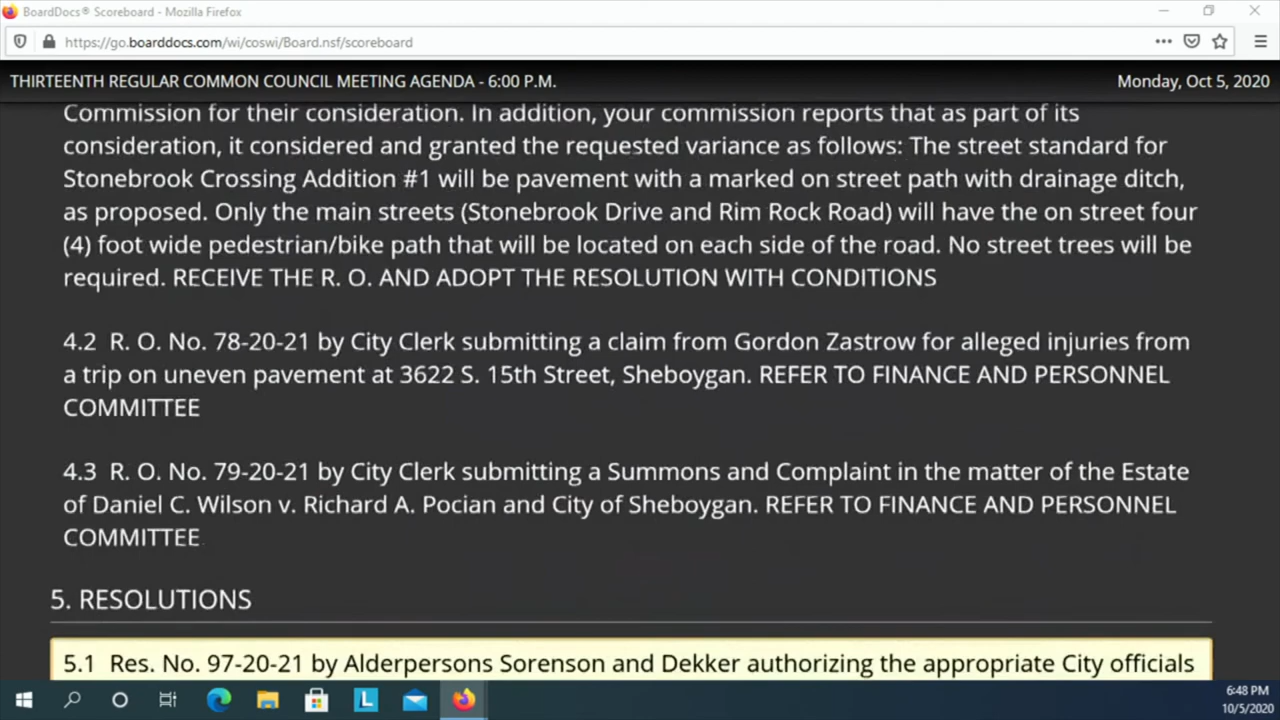 BoardDocs® Scoreboard - Mozilla Firefox
https://go.boarddocs.com/wi/coswi/Board.nsf/scoreboard
THIRTEENTH REGULAR COMMON COUNCIL MEETING AGENDA - 6:00 P.M. Monday, Oct 5, 2020
Commission for their consideration. In addition, your commission reports that as part of its
consideration, it considered and granted the requested variance as follows: The street standard for
Stonebrook Crossing Addition #1 will be pavement with a marked on street path with drainage ditch,
as proposed. Only the main streets (Stonebrook Drive and Rim Rock Road) will have the on street four
(4) foot wide pedestrian/bike path that will be located on each side of the road. No street trees will be
required. RECEIVE THE R. O. AND ADOPT THE RESOLUTION WITH CONDITIONS
4.2 R. O. No. 78-20-21 by City Clerk submitting a claim from Gordon Zastrow for alleged injuries from
a trip on uneven pavement at 3622 S. 15th Street, Sheboygan. REFER TO FINANCE AND PERSONNEL
COMMITTEE
4.3 R. O. No. 79-20-21 by City Clerk submitting a Summons and Complaint in the matter of the Estate
of Daniel C. Wilson v. Richard A. Pocian and City of Sheboygan. REFER TO FINANCE AND PERSONNEL
COMMITTEE
5. RESOLUTIONS
5.1 Res. No. 97-20-21 by Alderpersons Sorenson and Dekker authorizing the appropriate City officials
L
6:48 PM
10/5/2020